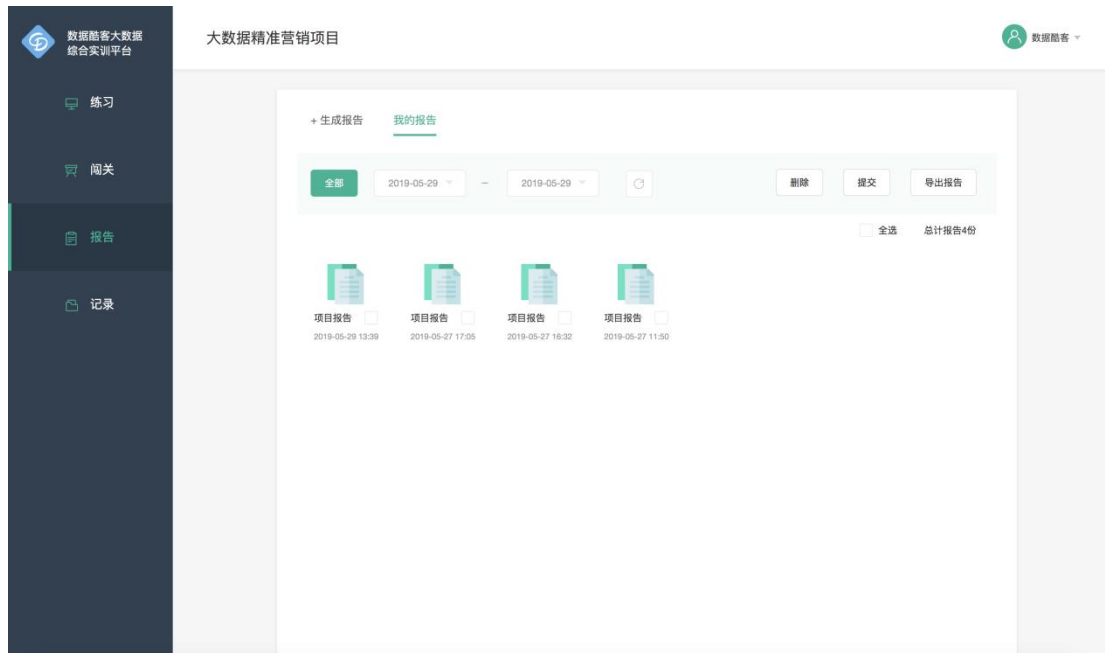 数据酷客大数据
综合实训平台
大数据精准营销项目
数据酷客
练习
闯关
报告
记录
+ 生成报告 我的报告
全部 2019-05-29 – 2019-05-29 删除 提交 导出报告
全选 总计报告4份
项目报告 项目报告 项目报告 项目报告
2019-05-29 13:39 2019-05-27 17:05 2019-05-27 16:32 2019-05-27 11:50